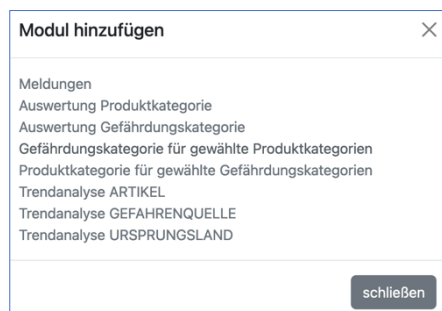 Modul hinzufügen
Meldungen
Auswertung Produktkategorie
Auswertung Gefährdungskategorie
Gefährdungskategorie für gewählte Produktkategorien
Produktkategorie für gewählte Gefährdungskategorien
Trendanalyse ARTIKEL
Trendanalyse GEFAHRENQUELLE
Trendanalyse URSPRUNGSLAND
schließen